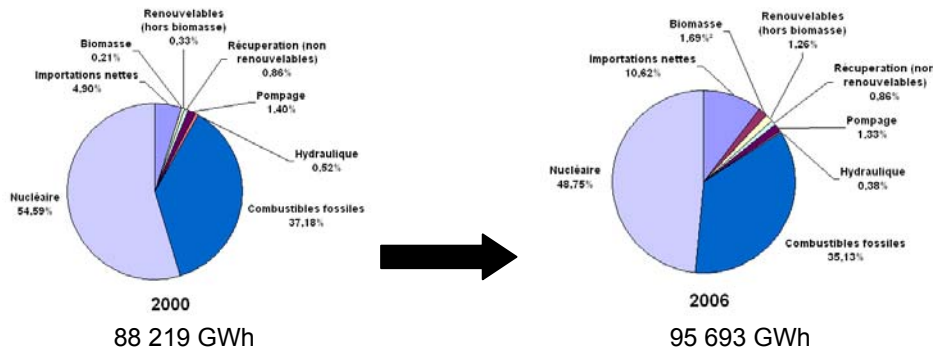 Renouvelables
(hors biomasse)
0,33%
Biomasse
0,21%
Récupération (non
renouvelables)
0,86%
Importations nettes
4,90%
Pompage
1,40%
Hydraulique
0,52%
Nucléaire
54,59%
Combustibles fossiles
37,18%
2000
88 219 GWh
Biomasse
1,69%²
Renouvelables
(hors biomasse)
1,26%
Importations nettes
10,62%
Récupération (non
renouvelables)
0,86%
Pompage
1,33%
Hydraulique
0,38%
Nucléaire
48,75%
Combustibles fossiles
35,13%
2006
95 693 GWh